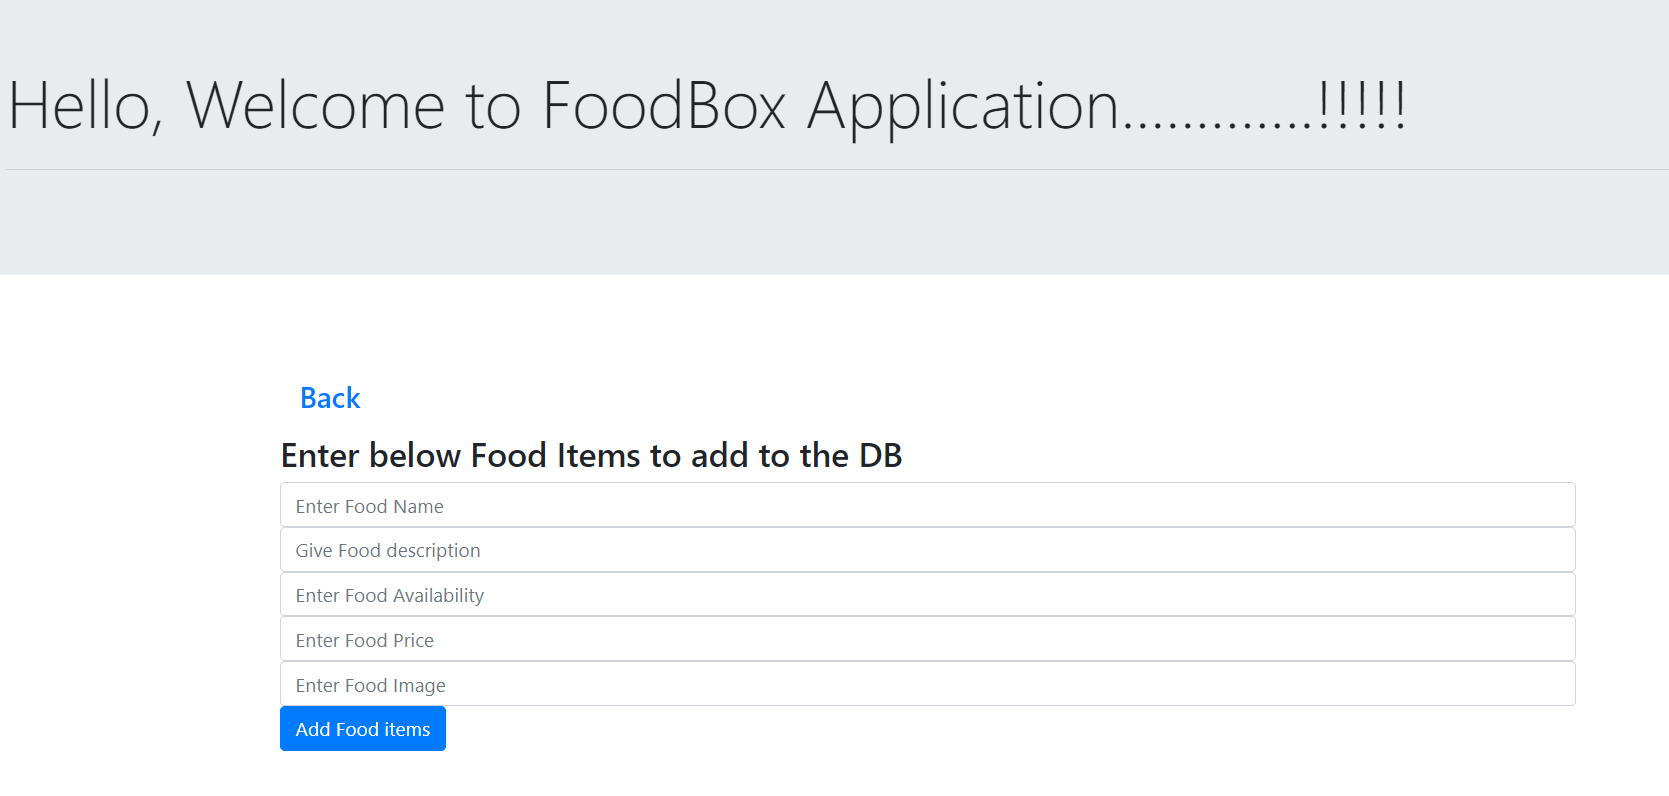 Hello, Welcome to FoodBox Application.............!!!!!
Back
Enter below Food Items to add to the DB
Enter Food Name
Give Food description
Enter Food Availability
Enter Food Price
Enter Food Image
Add Food items